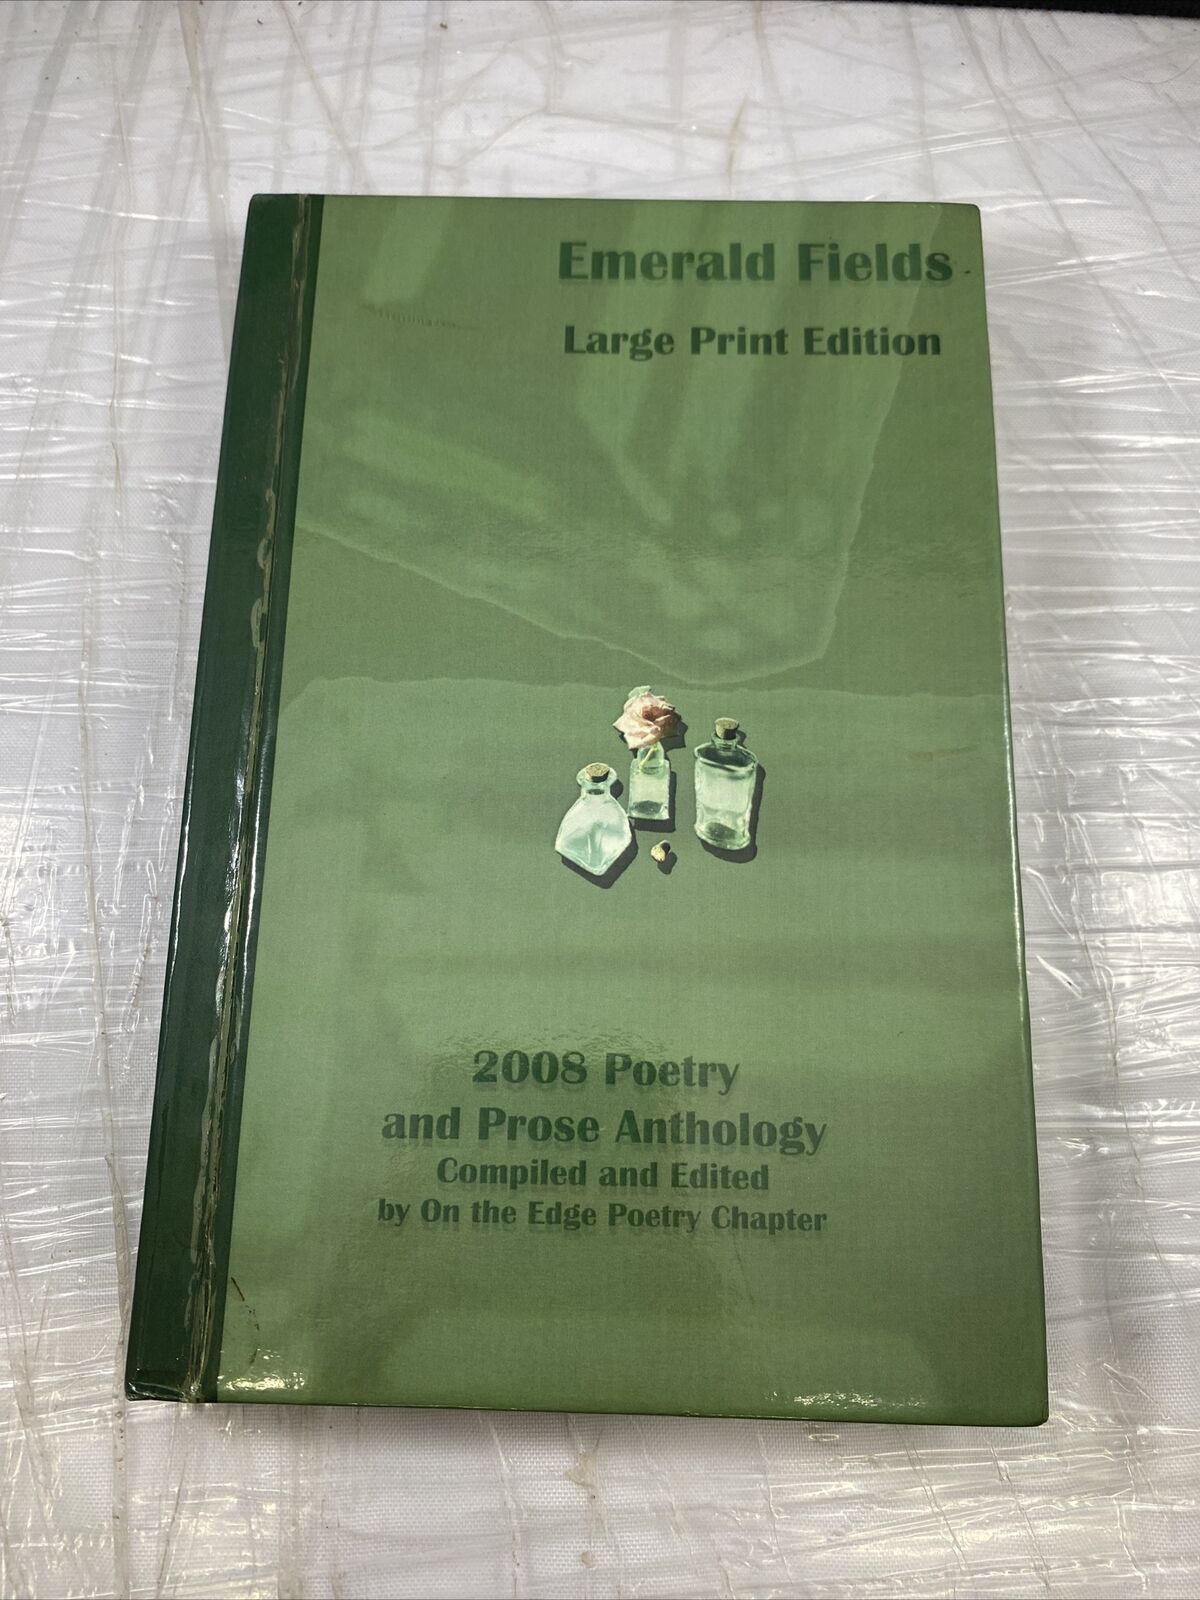 Emerald Fields
Large Print Edition
2008 Poetry
and Prose Anthology
Compiled and Edited
by On the Edge Poetry Chapter